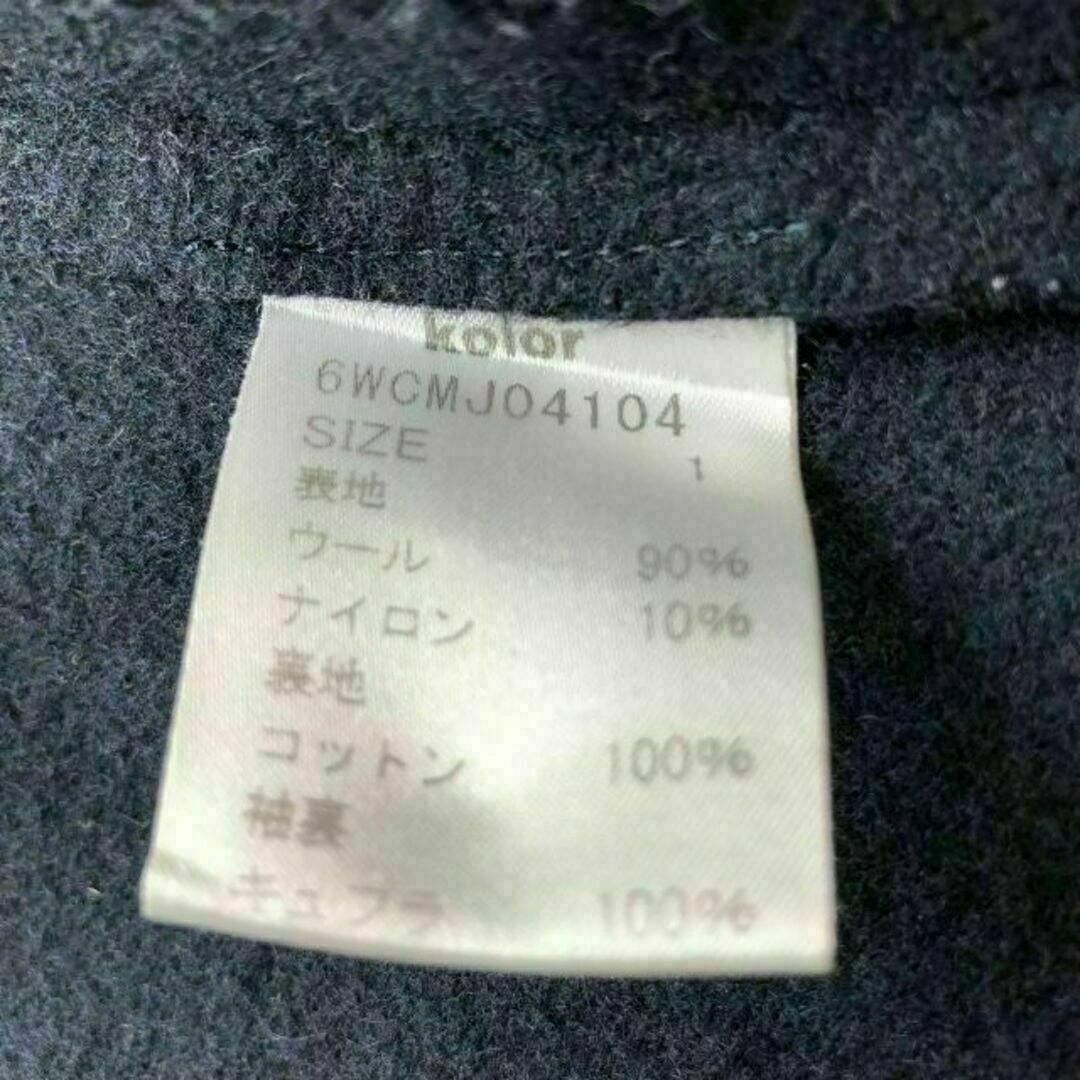 kolor
6WCMJ04104
SIZE 1
表地
ウール 90%
ナイロン 10%
裏地
コットン 100%
袖裏
キュプラ 100%